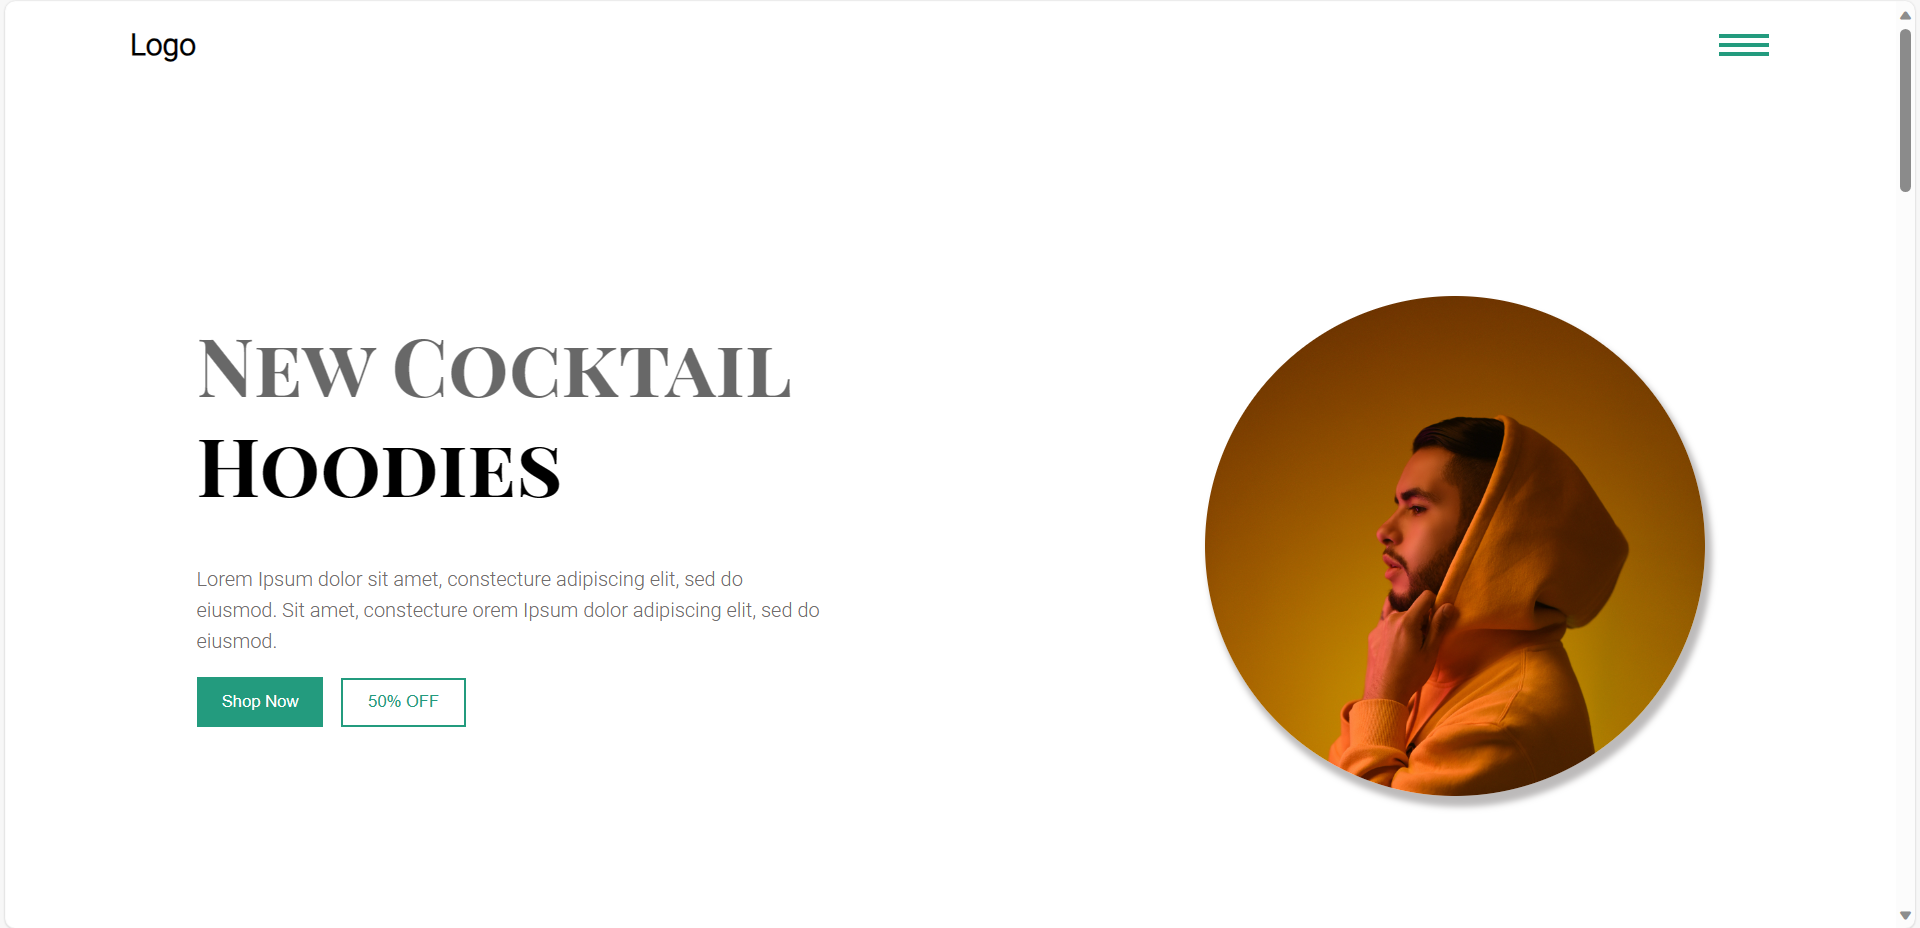 Logo
New Cocktail
Hoodies
Lorem Ipsum dolor sit amet, constecture adipiscing elit, sed do
eiusmod. Sit amet, constecture orem Ipsum dolor adipiscing elit, sed do
eiusmod.
Shop Now
50% OFF